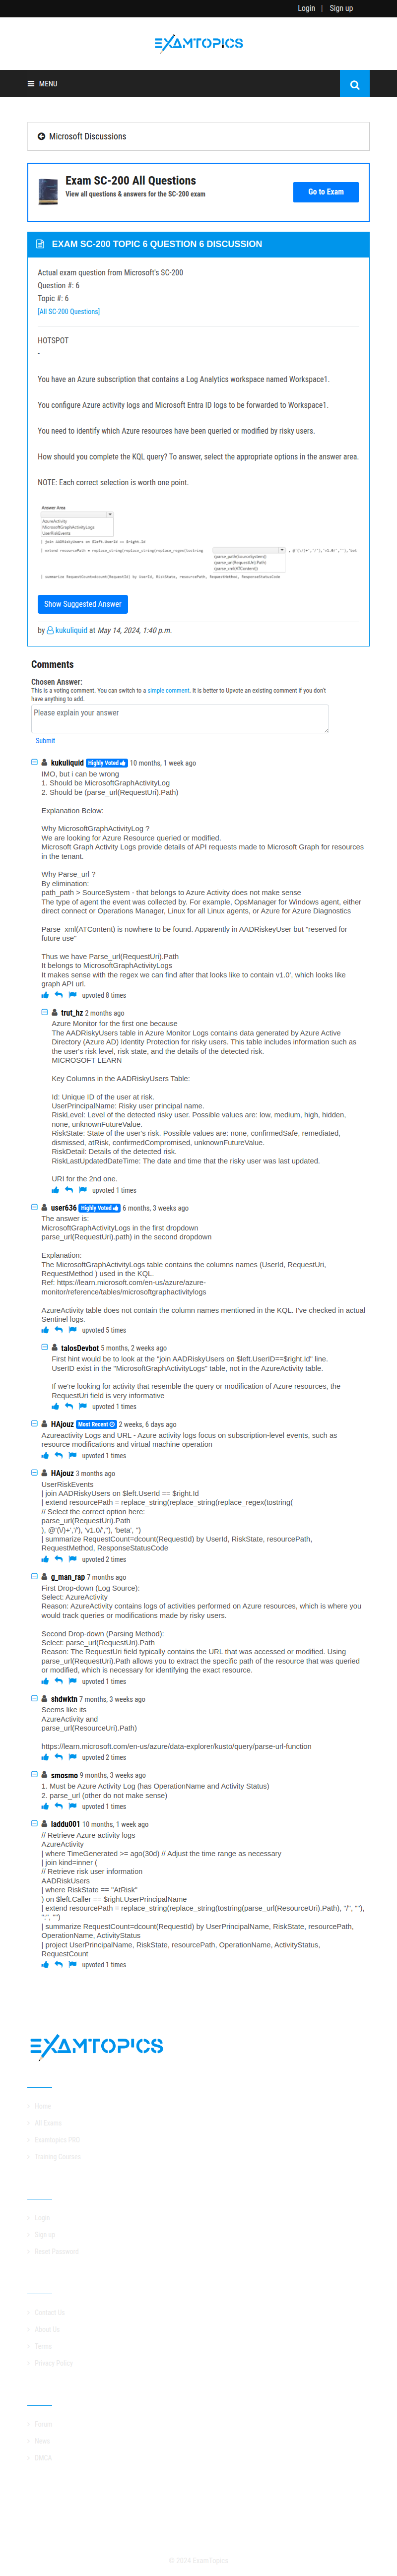 Login | Sign up
EXAMTOPICS
MENU
Microsoft Discussions
Exam SC-200 All Questions
View all questions & answers for the SC-200 exam
Go to Exam
EXAM SC-200 TOPIC 6 QUESTION 6 DISCUSSION
Actual exam question from Microsoft's SC-200
Question #: 6
Topic #: 6
[All SC-200 Questions]
HOTSPOT
-
You have an Azure subscription that contains a Log Analytics workspace named Workspace1.
You configure Azure activity logs and Microsoft Entra ID logs to be forwarded to Workspace1.
You need to identify which Azure resources have been queried or modified by risky users.
How should you complete the KQL query? To answer, select the appropriate options in the answer area.
NOTE: Each correct selection is worth one point.
Answer Area
AzureActivity
MicrosoftGraphActivityLogs
UserRiskEvents
| join AADRiskyUsers on $left.UserId == $right.Id
| extend resourcePath = replace_string(replace_string(replace_regex(tostring(
parse_path(SourceSystem)
(parse_url(RequestUri).Path)
(parse_xml(ATContent)
| summarize RequestCount=dcount(RequestId) by UserId, RiskState, resourcePath, RequestMethod, ResponseStatusCode
Show Suggested Answer
by kukuliquid at May 14, 2024, 1:40 p.m.
Comments
Chosen Answer:
This is a voting comment. You can switch to a simple comment. It is better to Upvote an existing comment if you don't
have anything to add.
Please explain your answer
Submit
kukuliquid Highly Voted 10 months, 1 week ago
IMO, but i can be wrong
1. Should be MicrosoftGraphActivityLog
2. Should be (parse_url(RequestUri).Path)
Explanation Below:
Why MicrosoftGraphActivityLog ?
We are looking for Azure Resource queried or modified.
Microsoft Graph Activity Logs provide details of API requests made to Microsoft Graph for resources
in the tenant.
Why Parse_url ?
By elimination:
path_path > SourceSystem - that belongs to Azure Activity does not make sense
The type of agent the event was collected by. For example, OpsManager for Windows agent, either
direct connect or Operations Manager, Linux for all Linux agents, or Azure for Azure Diagnostics
Parse_xml(ATContent) is nowhere to be found. Apparently in AADRiskeyUser but "reserved for
future use"
Thus we have Parse_url(RequestUri).Path
It belongs to MicrosoftGraphActivityLogs
It makes sense with the regex we can find after that looks like to contain v1.0', which looks like
graph API url.
upvoted 8 times
trut_hz 2 months ago
Azure Monitor for the first one because
The AADRiskyUsers table in Azure Monitor Logs contains data generated by Azure Active
Directory (Azure AD) Identity Protection for risky users. This table includes information such as
the user's risk level, risk state, and the details of the detected risk.
MICROSOFT LEARN
Key Columns in the AADRiskyUsers Table:
Id: Unique ID of the user at risk.
UserPrincipalName: Risky user principal name.
RiskLevel: Level of the detected risky user. Possible values are: low, medium, high, hidden,
none, unknownFutureValue.
RiskState: State of the user's risk. Possible values are: none, confirmedSafe, remediated,
dismissed, atRisk, confirmedCompromised, unknownFutureValue.
RiskDetail: Details of the detected risk.
RiskLastUpdatedDateTime: The date and time that the risky user was last updated.
URI for the 2nd one.
upvoted 1 times
user636 Highly Voted 6 months, 3 weeks ago
The answer is:
MicrosoftGraphActivityLogs in the first dropdown
parse_url(RequestUri).path) in the second dropdown
Explanation:
The MicrosoftGraphActivityLogs table contains the columns names (UserId, RequestUri,
RequestMethod ) used in the KQL.
Ref: https://learn.microsoft.com/en-us/azure/azure-
monitor/reference/tables/microsoftgraphactivitylogs
AzureActivity table does not contain the column names mentioned in the KQL. I've checked in actual
Sentinel logs.
upvoted 5 times
talosDevbot 5 months, 2 weeks ago
First hint would be to look at the "join AADRiskyUsers on $left.UserID==$right.Id" line.
UserID exist in the "MicrosoftGraphActivityLogs" table, not in the AzureActivity table.
If we're looking for activity that resemble the query or modification of Azure resources, the
RequestUri field is very informative
upvoted 1 times
HAjouz Most Recent 2 weeks, 6 days ago
Azureactivity Logs and URL - Azure activity logs focus on subscription-level events, such as
resource modifications and virtual machine operation
upvoted 1 times
HAjouz 3 months ago
UserRiskEvents
| join AADRiskyUsers on $left.UserId == $right.Id
| extend resourcePath = replace_string(replace_string(replace_regex(tostring(
// Select the correct option here:
parse_url(RequestUri).Path
), @'(\/)+','/'), 'v1.0/',''), 'beta', '')
| summarize RequestCount=dcount(RequestId) by UserId, RiskState, resourcePath,
RequestMethod, ResponseStatusCode
upvoted 2 times
g_man_rap 7 months ago
First Drop-down (Log Source):
Select: AzureActivity
Reason: AzureActivity contains logs of activities performed on Azure resources, which is where you
would track queries or modifications made by risky users.
Second Drop-down (Parsing Method):
Select: parse_url(RequestUri).Path
Reason: The RequestUri field typically contains the URL that was accessed or modified. Using
parse_url(RequestUri).Path allows you to extract the specific path of the resource that was queried
or modified, which is necessary for identifying the exact resource.
upvoted 1 times
shdwktn 7 months, 3 weeks ago
Seems like its
AzureActivity and
parse_url(ResourceUri).Path)
https://learn.microsoft.com/en-us/azure/data-explorer/kusto/query/parse-url-function
upvoted 2 times
smosmo 9 months, 3 weeks ago
1. Must be Azure Activity Log (has OperationName and Activity Status)
2. parse_url (other do not make sense)
upvoted 1 times
laddu001 10 months, 1 week ago
// Retrieve Azure activity logs
AzureActivity
| where TimeGenerated >= ago(30d) // Adjust the time range as necessary
| join kind=inner (
// Retrieve risk user information
AADRiskUsers
| where RiskState == "AtRisk"
) on $left.Caller == $right.UserPrincipalName
| extend resourcePath = replace_string(replace_string(tostring(parse_url(ResourceUri).Path), "/", ""),
":", "")
| summarize RequestCount=dcount(RequestId) by UserPrincipalName, RiskState, resourcePath,
OperationName, ActivityStatus
| project UserPrincipalName, RiskState, resourcePath, OperationName, ActivityStatus,
RequestCount
upvoted 1 times
EXAMTOPICS
Home
All Exams
Examtopics PRO
Training Courses
Login
Sign up
Reset Password
Contact Us
About Us
Terms
Privacy Policy
Forum
News
DMCA
© 2024 ExamTopics